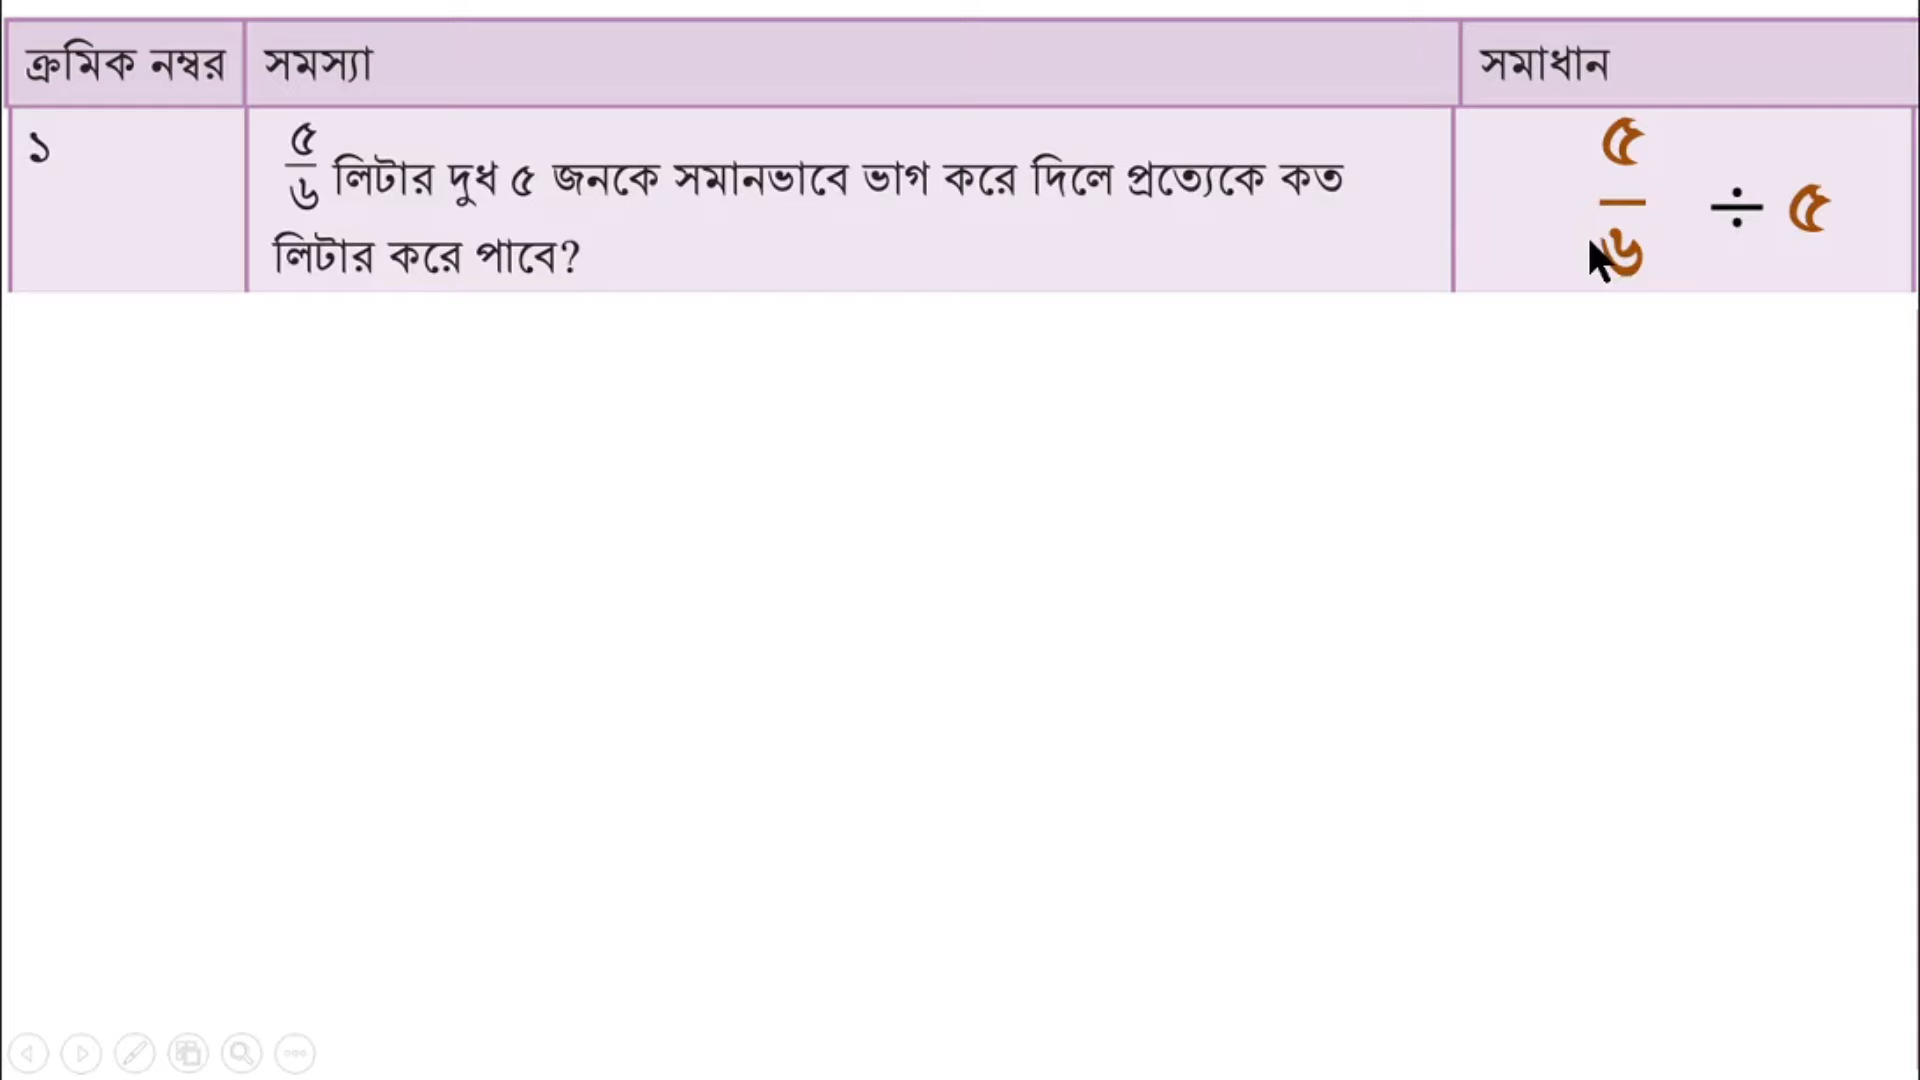 ক্রমিক নম্বর সমস্যা সমাধান
১ ৫/৬ লিটার দুধ ৫ জনকে সমানভাবে ভাগ করে দিলে প্রত্যেকে কত
লিটার করে পাবে?
৫/৬ ÷ ৫